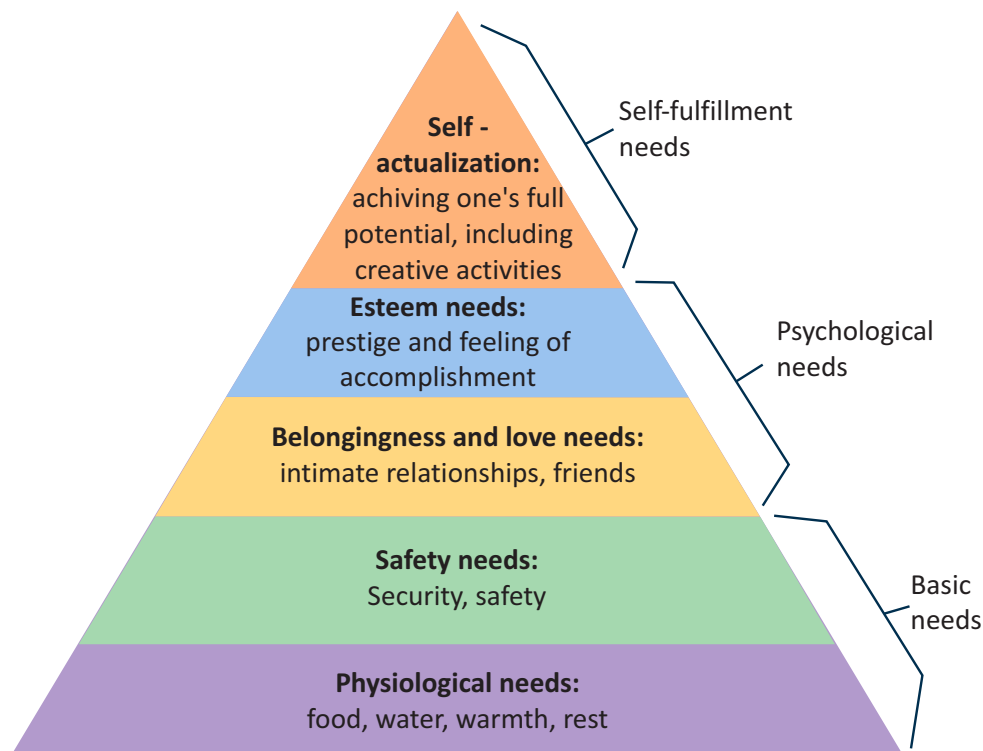 Self -
actualization:
achiving one's full
potential, including
creative activities
Self-fulfillment
needs
Esteem needs:
prestige and feeling of
accomplishment
Psychological
needs
Belongingness and love needs:
intimate relationships, friends
Safety needs:
Security, safety
Basic
needs
Physiological needs:
food, water, warmth, rest